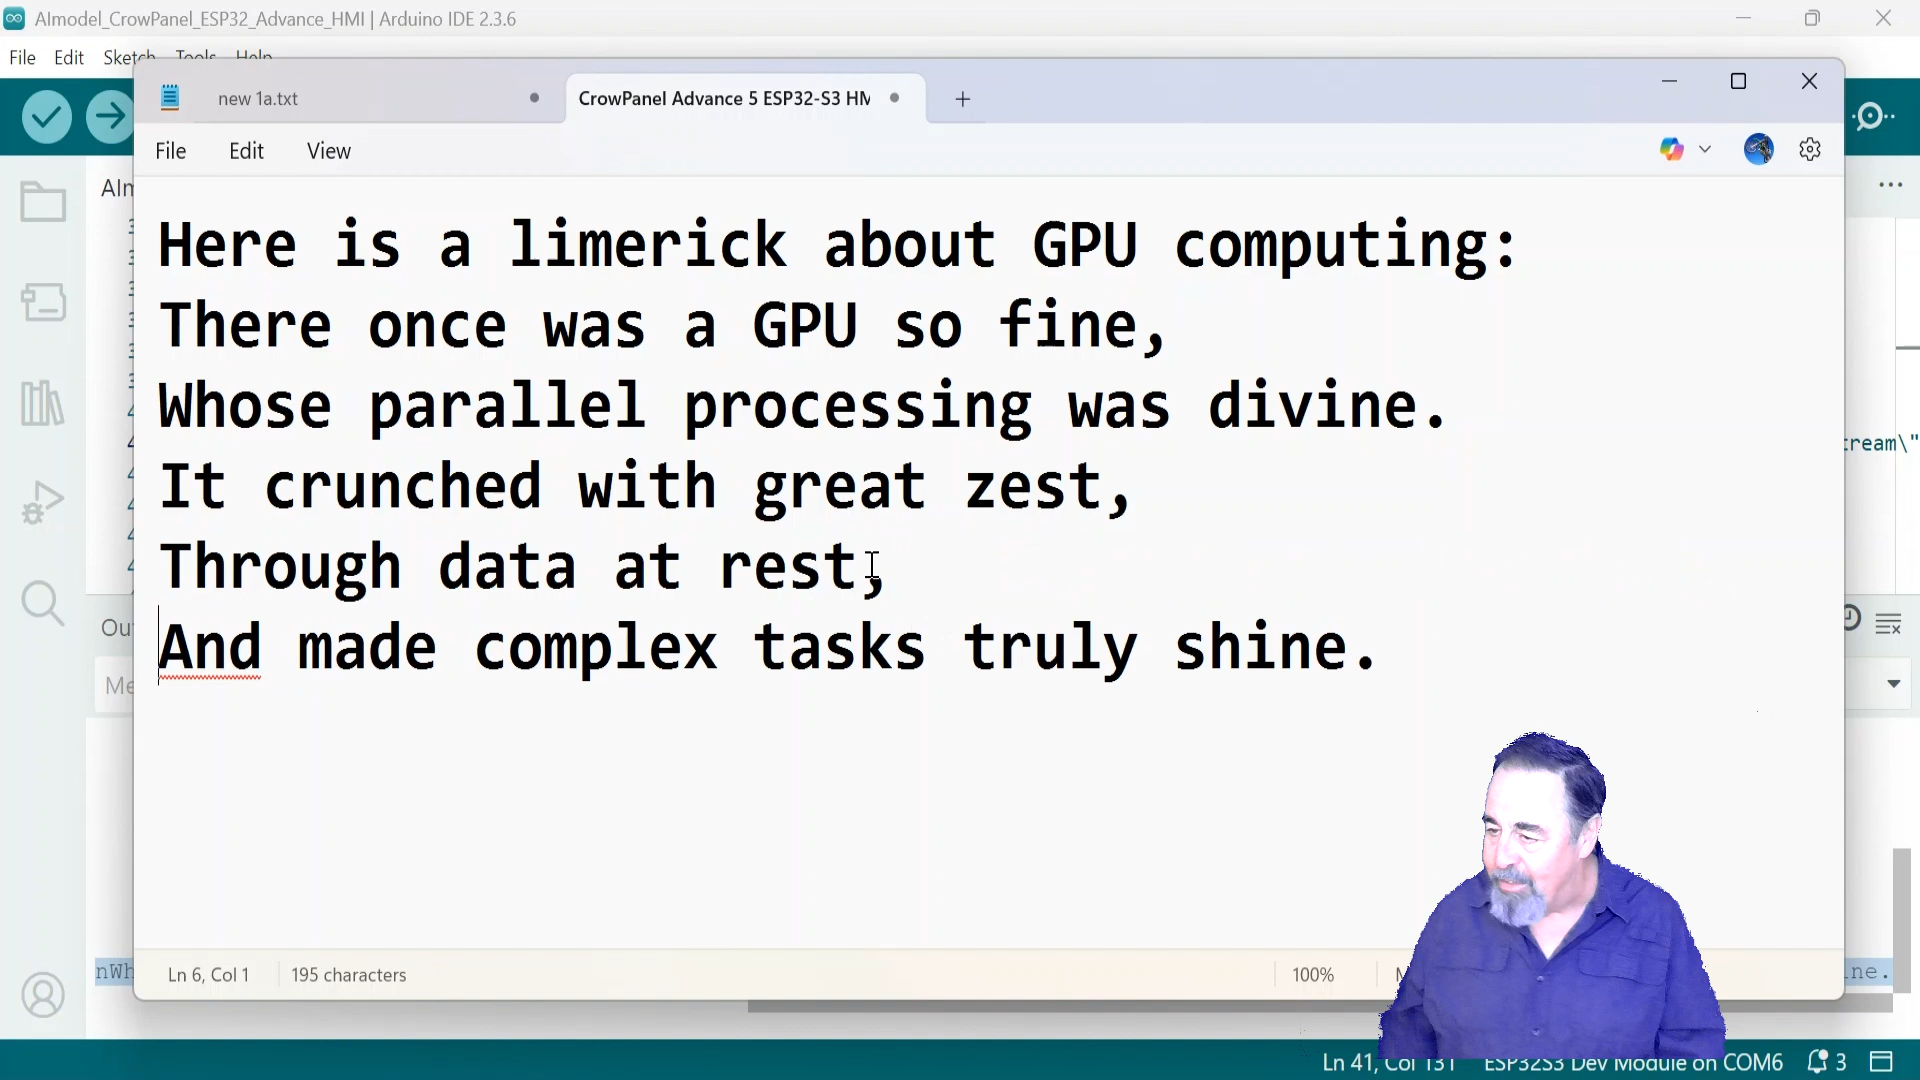 AImodel_CrowPanel_ESP32_Advance_HMI | Arduino IDE 2.3.6
File Edit Sketch Tools Help
new 1a.txt
CrowPanel Advance 5 ESP32-S3 HM
File Edit View
Here is a limerick about GPU computing:
There once was a GPU so fine,
Whose parallel processing was divine.
It crunched with great zest,
Through data at rest,
And made complex tasks truly shine.
Ln 6, Col 1
195 characters
100%
Ln 41, Col 131
ESP32S3 Dev Module on COM6
3